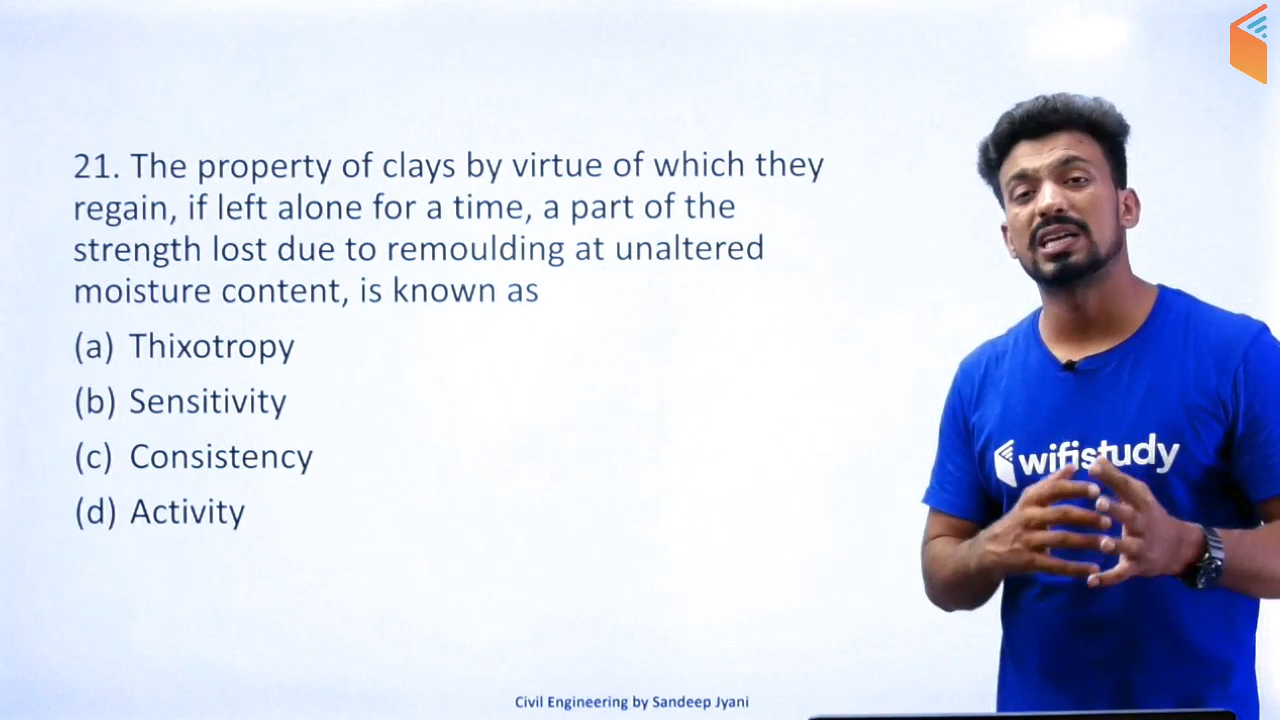 21. The property of clays by virtue of which they
regain, if left alone for a time, a part of the
strength lost due to remoulding at unaltered
moisture content, is known as
(a) Thixotropy
(b) Sensitivity
(c) Consistency
(d) Activity
wifistudy
Civil Engineering by Sandeep Jyani